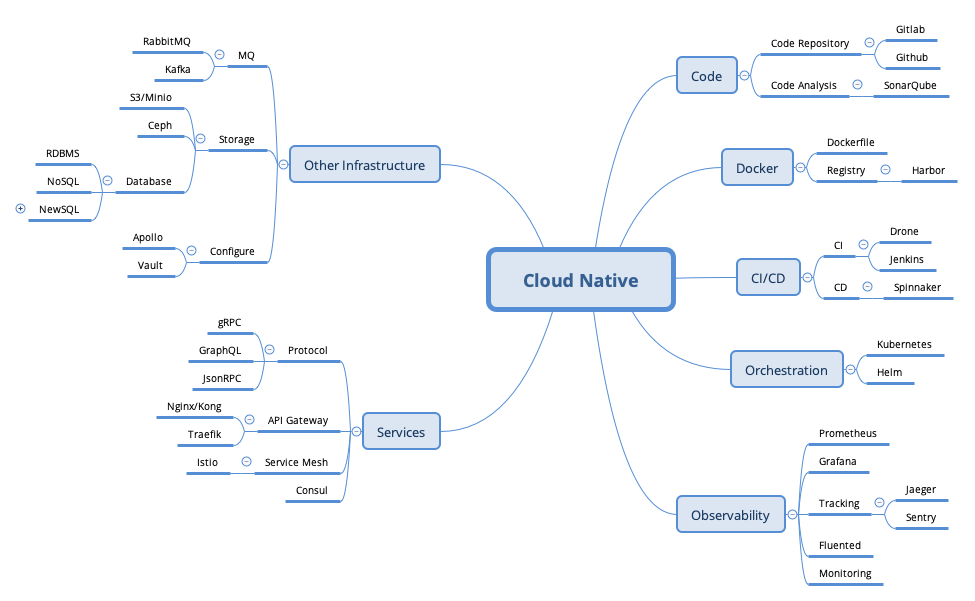 Cloud Native
Code
Code Repository
Gitlab
Github
Code Analysis
SonarQube
Docker
Dockerfile
Registry
Harbor
CI/CD
CI
Drone
Jenkins
CD
Spinnaker
Orchestration
Kubernetes
Helm
Observability
Prometheus
Grafana
Tracking
Jaeger
Sentry
Fluented
Monitoring
Other Infrastructure
MQ
RabbitMQ
Kafka
Storage
S3/Minio
Ceph
Database
RDBMS
NoSQL
NewSQL
Configure
Apollo
Vault
Services
Protocol
gRPC
GraphQL
JsonRPC
API Gateway
Nginx/Kong
Traefik
Service Mesh
Istio
Consul